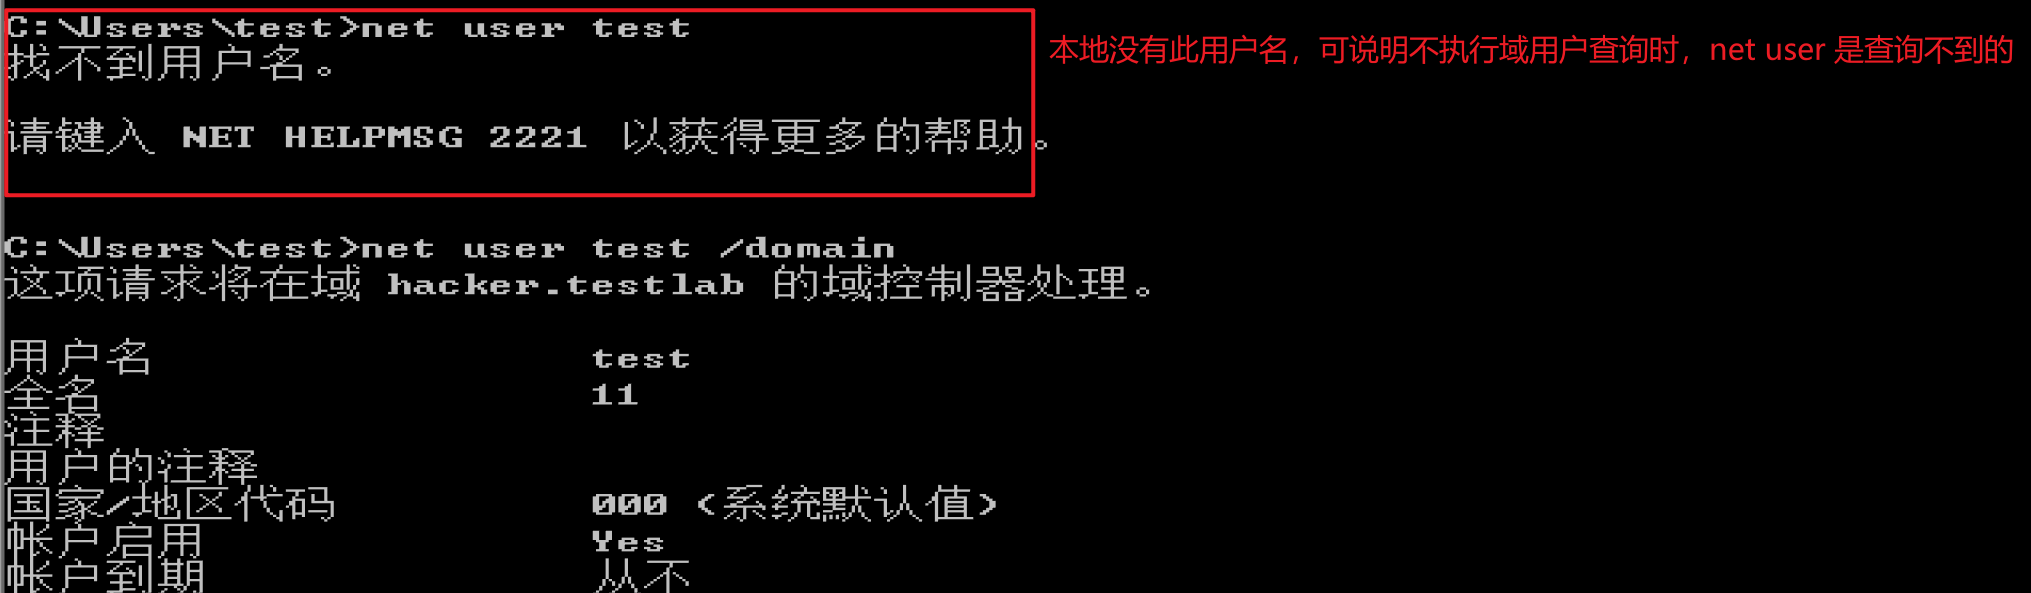 C:\Users\test>net user test
找不到用户名。
本地没有此用户名，可说明不执行域用户查询时，net user 是查询不到的
请键入 NET HELPMSG 2221 以获得更多的帮助。
C:\Users\test>net user test /domain
这项请求将在域 hacker.testlab 的域控制器处理。
用户名 test
全名 11
注释
用户的注释
国家/地区代码 000 (系统默认值)
帐户启用 Yes
帐户到期 从不